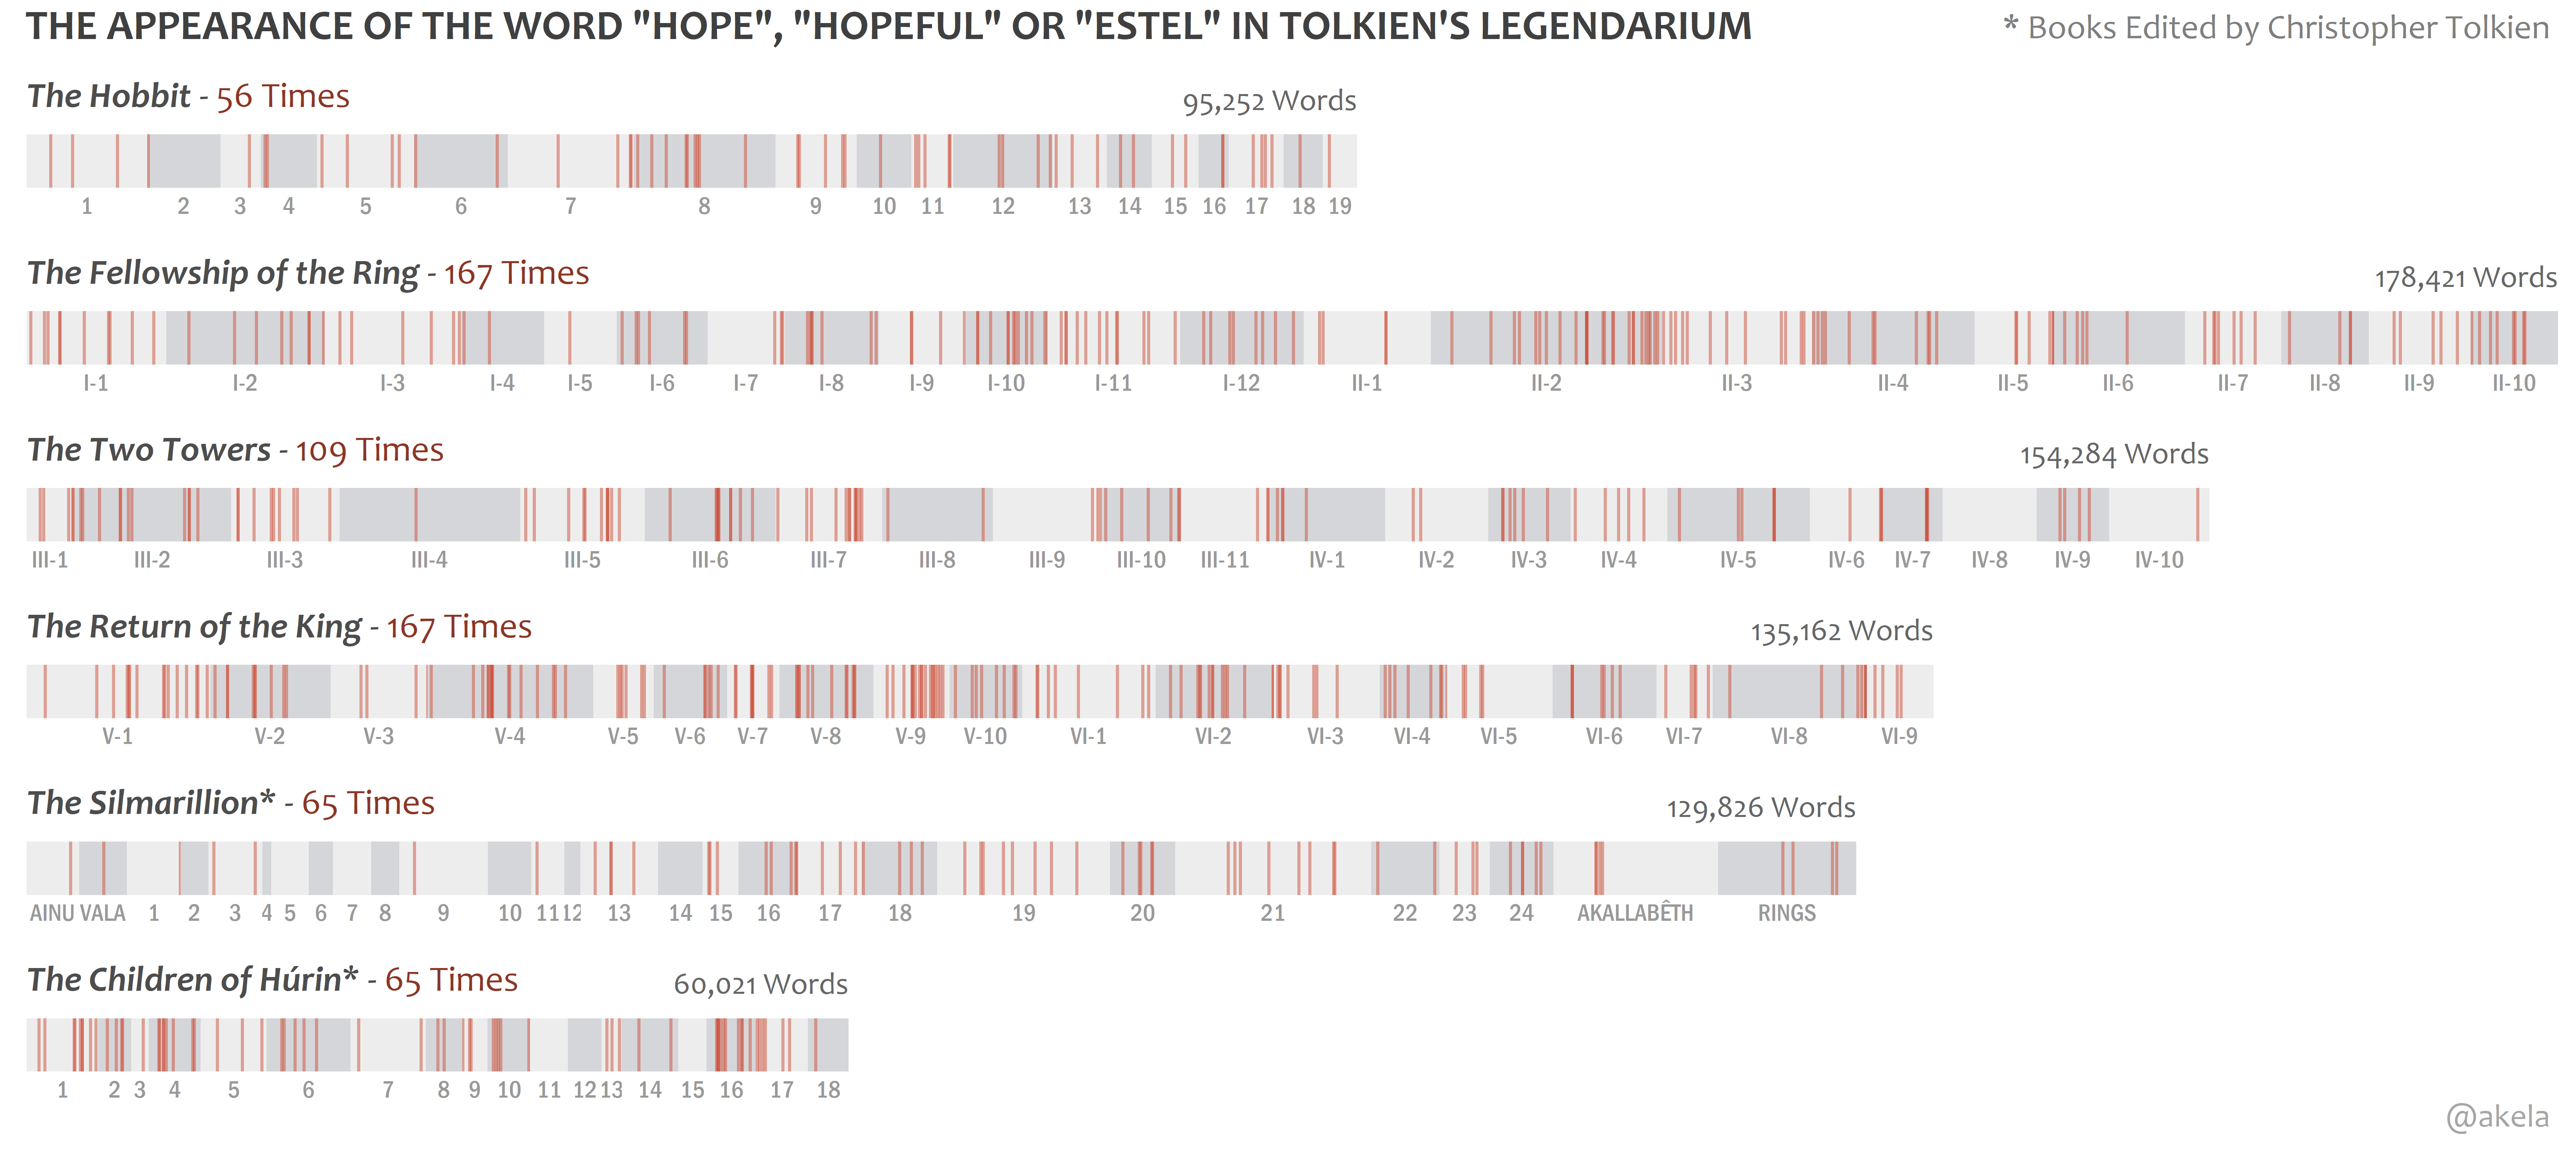 THE APPEARANCE OF THE WORD "HOPE", "HOPEFUL" OR "ESTEL" IN TOLKIEN'S LEGENDARIUM
* Books Edited by Christopher Tolkien
The Hobbit - 56 Times
95,252 Words
1 2 3 4 5 6 7 8 9 10 11 12 13 14 15 16 17 18 19
The Fellowship of the Ring - 167 Times
178,421 Words
I-1 I-2 I-3 I-4 I-5 I-6 I-7 I-8 I-9 I-10 I-11 I-12 II-1 II-2 II-3 II-4 II-5 II-6 II-7 II-8 II-9 II-10
The Two Towers - 109 Times
154,284 Words
III-1 III-2 III-3 III-4 III-5 III-6 III-7 III-8 III-9 III-10 III-11 IV-1 IV-2 IV-3 IV-4 IV-5 IV-6 IV-7 IV-8 IV-9 IV-10
The Return of the King - 167 Times
135,162 Words
V-1 V-2 V-3 V-4 V-5 V-6 V-7 V-8 V-9 V-10 VI-1 VI-2 VI-3 VI-4 VI-5 VI-6 VI-7 VI-8 VI-9
The Silmarillion* - 65 Times
129,826 Words
AINU VALA 1 2 3 4 5 6 7 8 9 10 11 12 13 14 15 16 17 18 19 20 21 22 23 24 AKALLABÊTH RINGS
The Children of Húrin* - 65 Times
60,021 Words
1 2 3 4 5 6 7 8 9 10 11 12 13 14 15 16 17 18
@akela